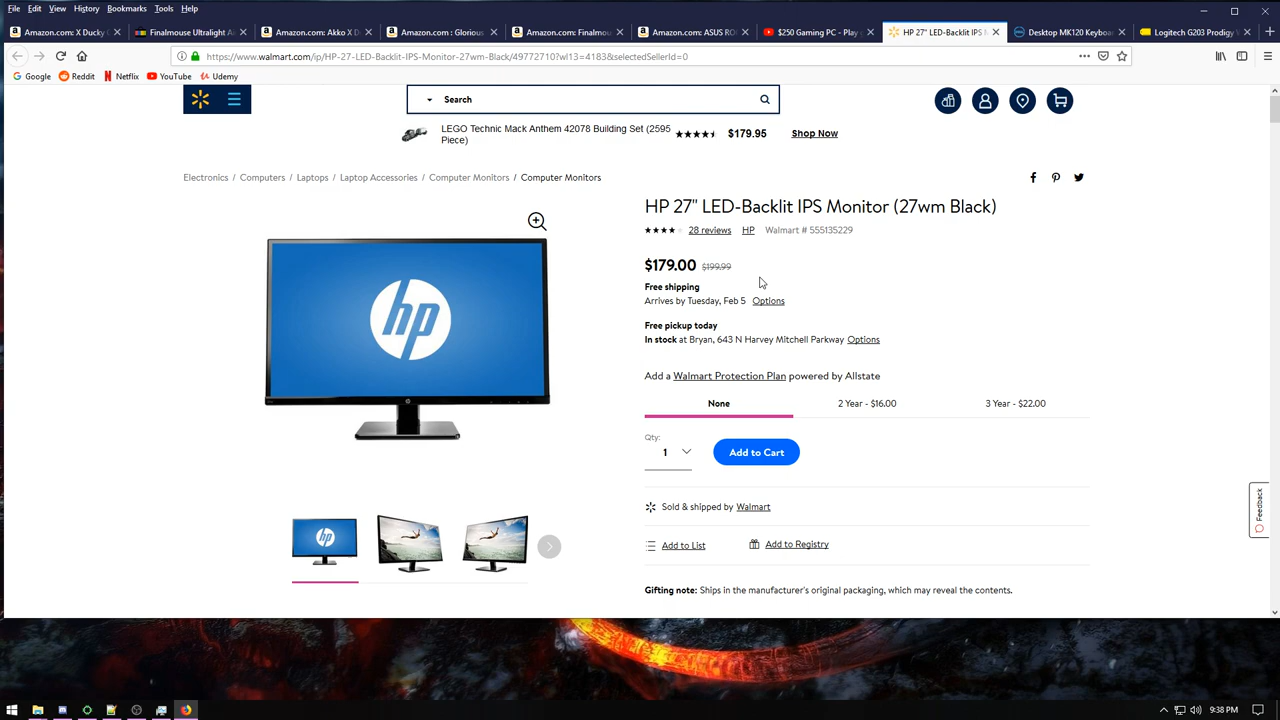 File Edit View History Bookmarks Tools Help
Amazon.com: X Ducky C
Finalmouse Ultralight A
Amazon.com: Akko X D
Amazon.com : Glorious
Amazon.com: Finalmous
Amazon.com: ASUS RO
$250 Gaming PC - Play
HP 27" LED-Backlit IPS M
Desktop MK120 Keyboa
Logitech G203 Prodigy W
https://www.walmart.com/ip/HP-27-LED-Backlit-IPS-Monitor-27wm-Black/49772710?wl13=4183&selectedSellerId=0
Google Reddit Netflix YouTube Udemy
Search
LEGO Technic Mack Anthem 42078 Building Set (2595
Piece)
$179.95 Shop Now
Electronics / Computers / Laptops / Laptop Accessories / Computer Monitors / Computer Monitors
HP 27" LED-Backlit IPS Monitor (27wm Black)
28 reviews HP Walmart # 555135229
$179.00 $199.99
Free shipping
Arrives by Tuesday, Feb 5 Options
Free pickup today
In stock at Bryan, 643 N Harvey Mitchell Parkway Options
Add a Walmart Protection Plan powered by Allstate
None 2 Year - $16.00 3 Year - $22.00
Qty:
1 Add to Cart
Sold & shipped by Walmart
Add to List Add to Registry
Gifting note: Ships in the manufacturer's original packaging, which may reveal the contents.
hp
hp
Feedback
9:38 PM